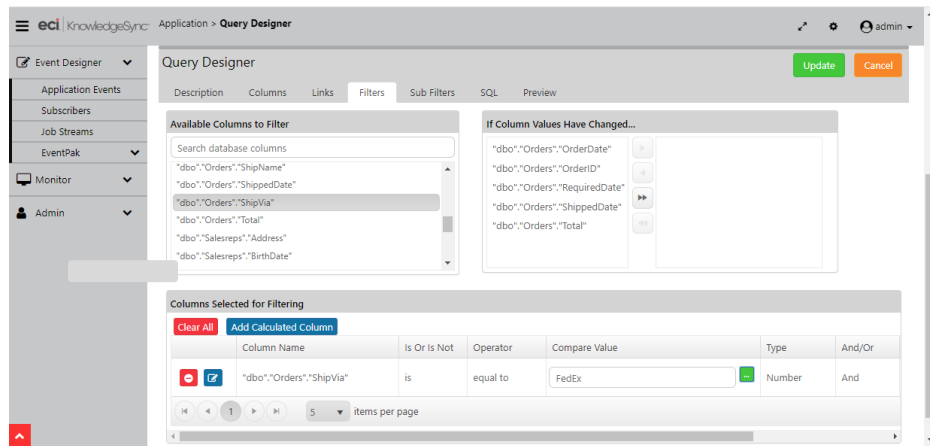 eci KnowledgeSync Application > Query Designer admin
Event Designer
Application Events
Subscribers
Job Streams
EventPak
Monitor
Admin
Query Designer Update Cancel
Description Columns Links Filters Sub Filters SQL Preview
Available Columns to Filter
Search database columns
"dbo"."Orders"."ShipName"
"dbo"."Orders"."ShippedDate"
"dbo"."Orders"."ShipVia"
"dbo"."Orders"."Total"
"dbo"."Salesreps"."Address"
"dbo"."Salesreps"."BirthDate"
If Column Values Have Changed...
"dbo"."Orders"."OrderDate"
"dbo"."Orders"."OrderID"
"dbo"."Orders"."RequiredDate"
"dbo"."Orders"."ShippedDate"
"dbo"."Orders"."Total"
Columns Selected for Filtering
Clear All Add Calculated Column
Column Name Is Or Is Not Operator Compare Value Type And/Or
"dbo"."Orders"."ShipVia" is equal to FedEx ... Number And
1 5 items per page